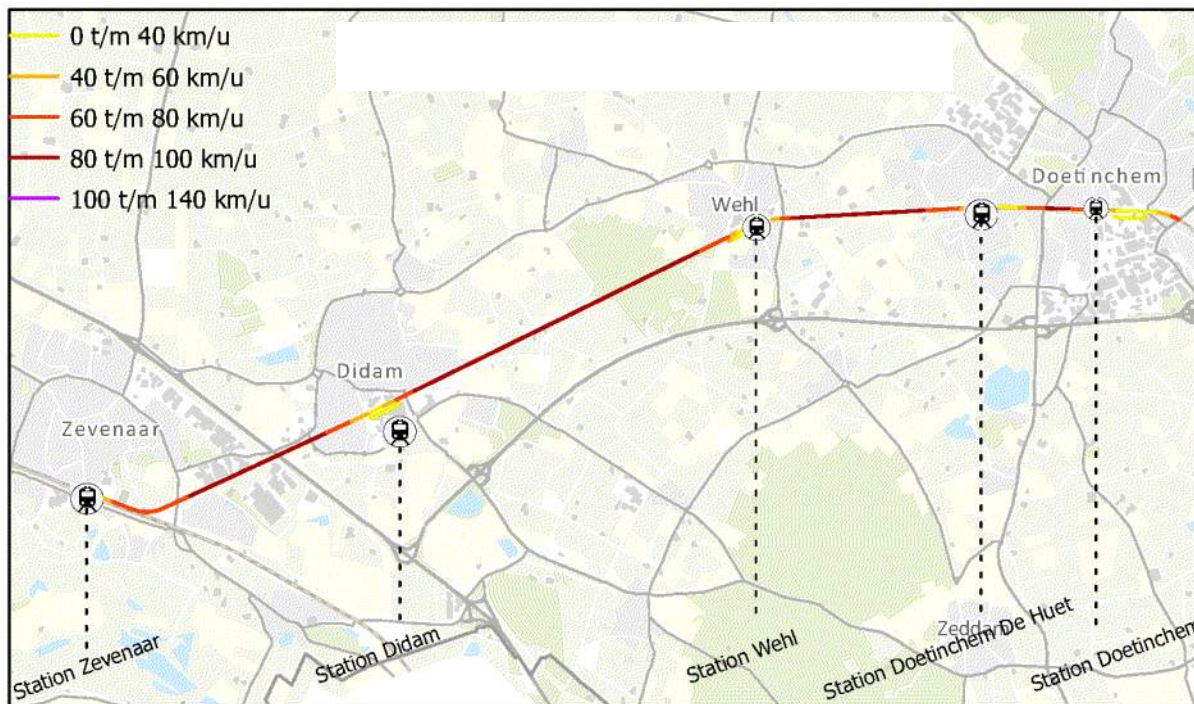 0 t/m 40 km/u
40 t/m 60 km/u
60 t/m 80 km/u
80 t/m 100 km/u
100 t/m 140 km/u
Doetinchem
Wehl
Didam
Zevenaar
Zeddam
Station Zevenaar
Station Didam
Station Wehl
Station Doetinchem De Huet
Station Doetinchem